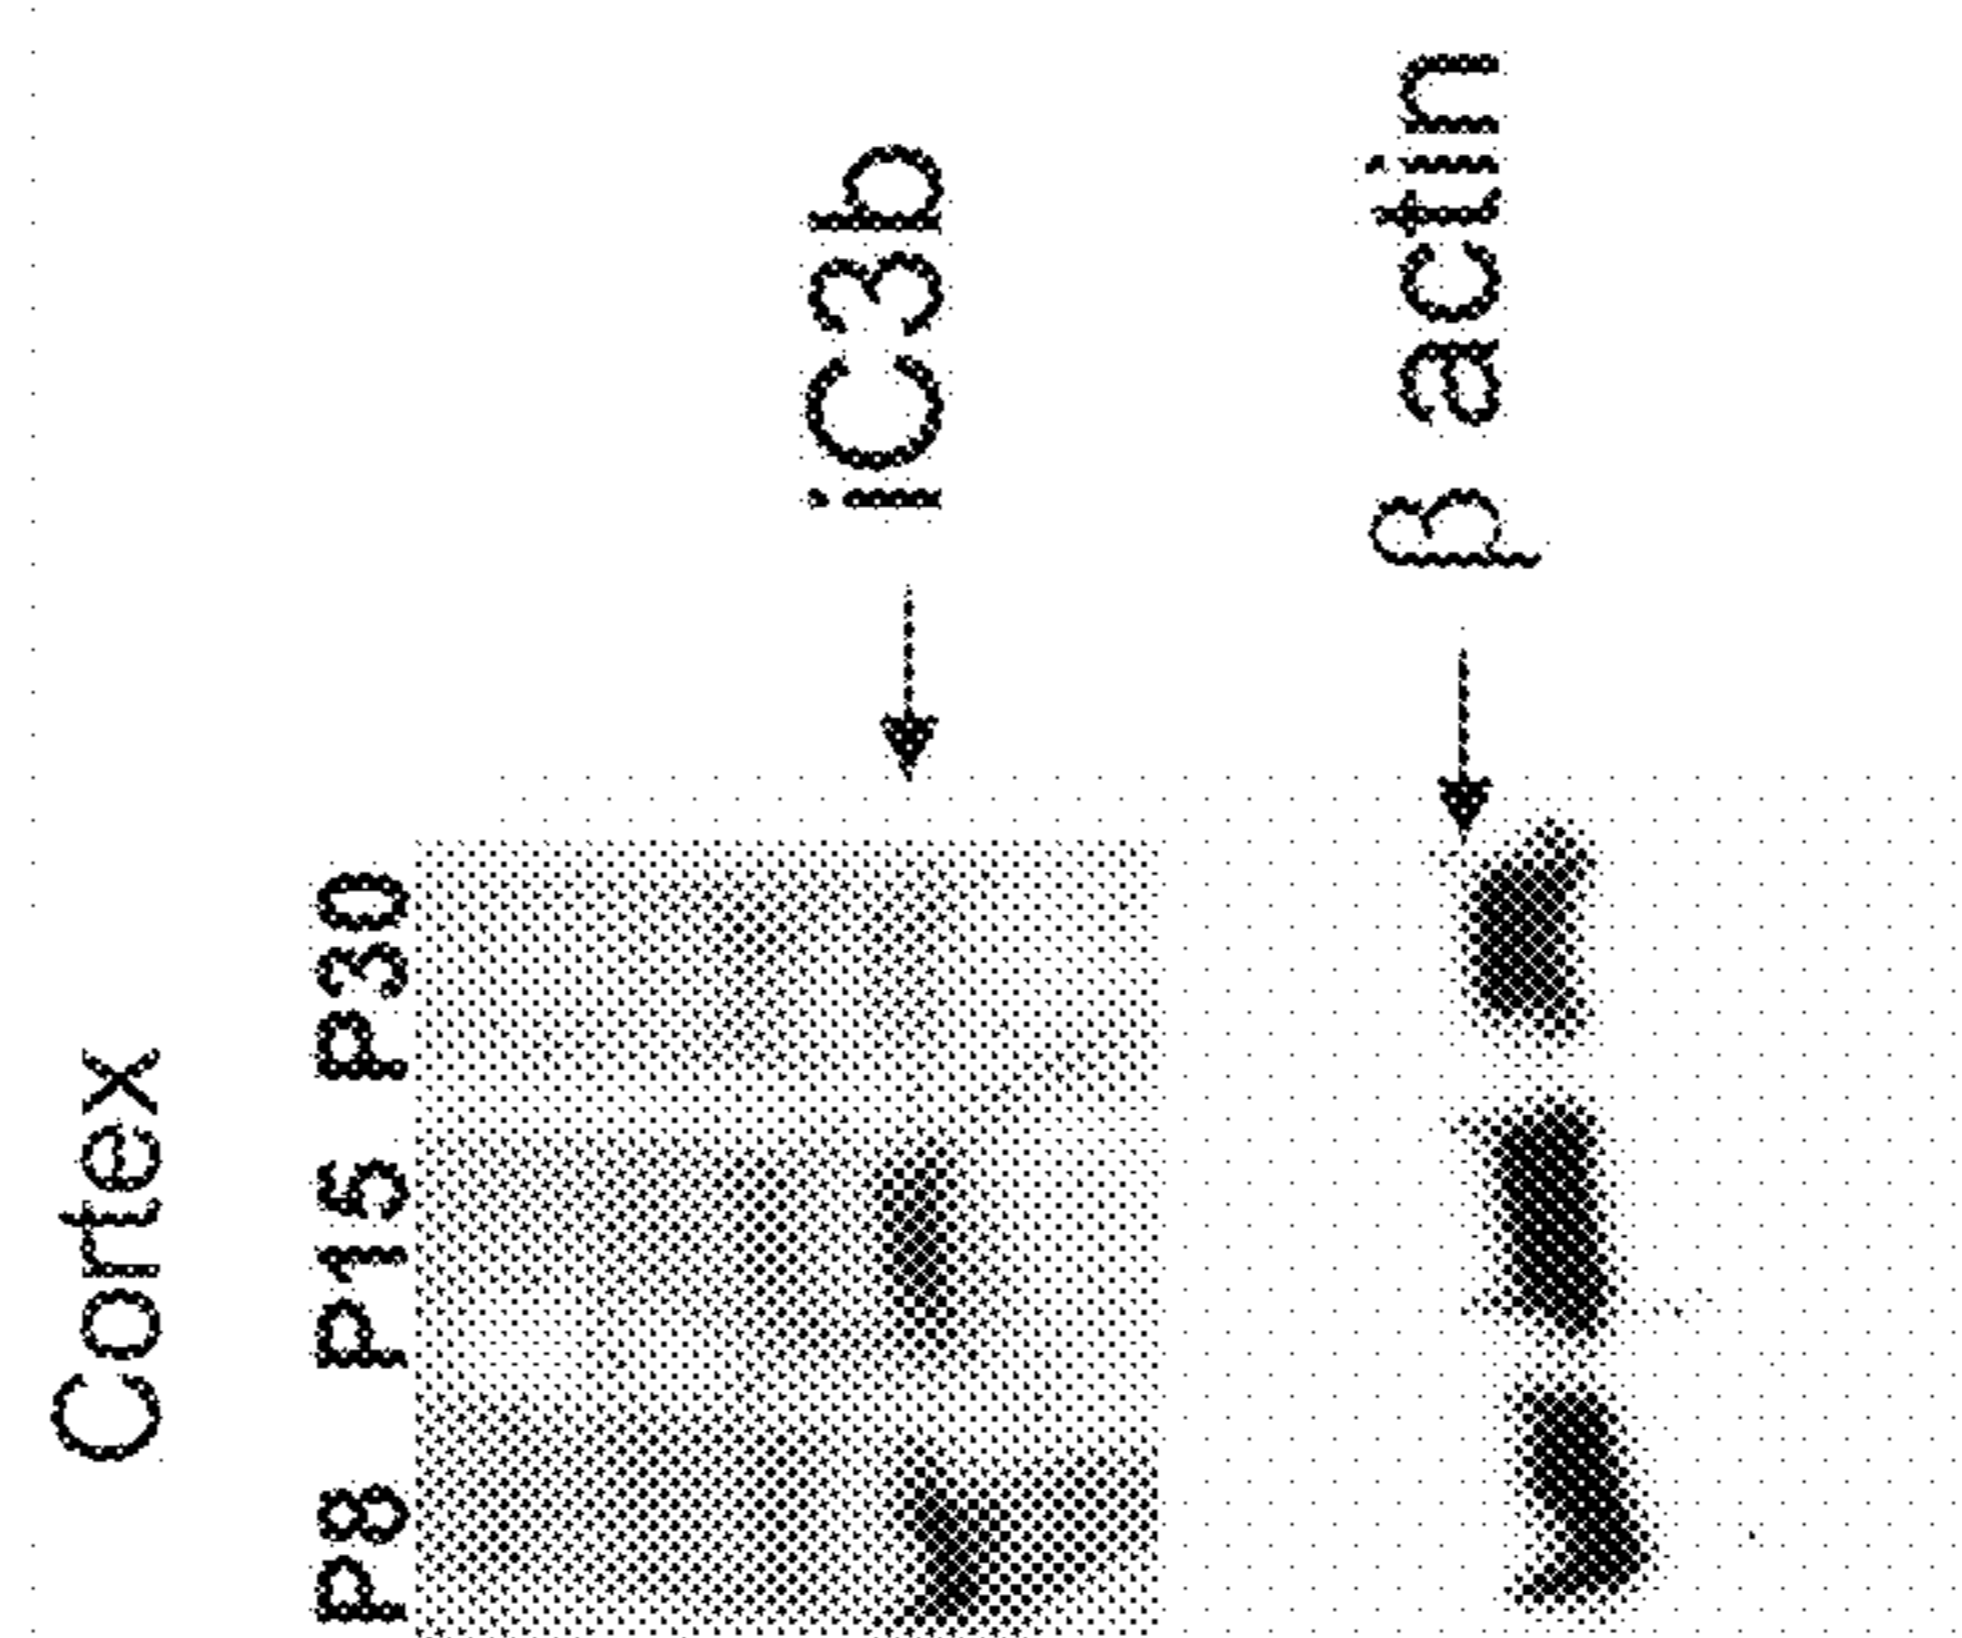 Cortex
P8 P15 P30
iC3b
β actin